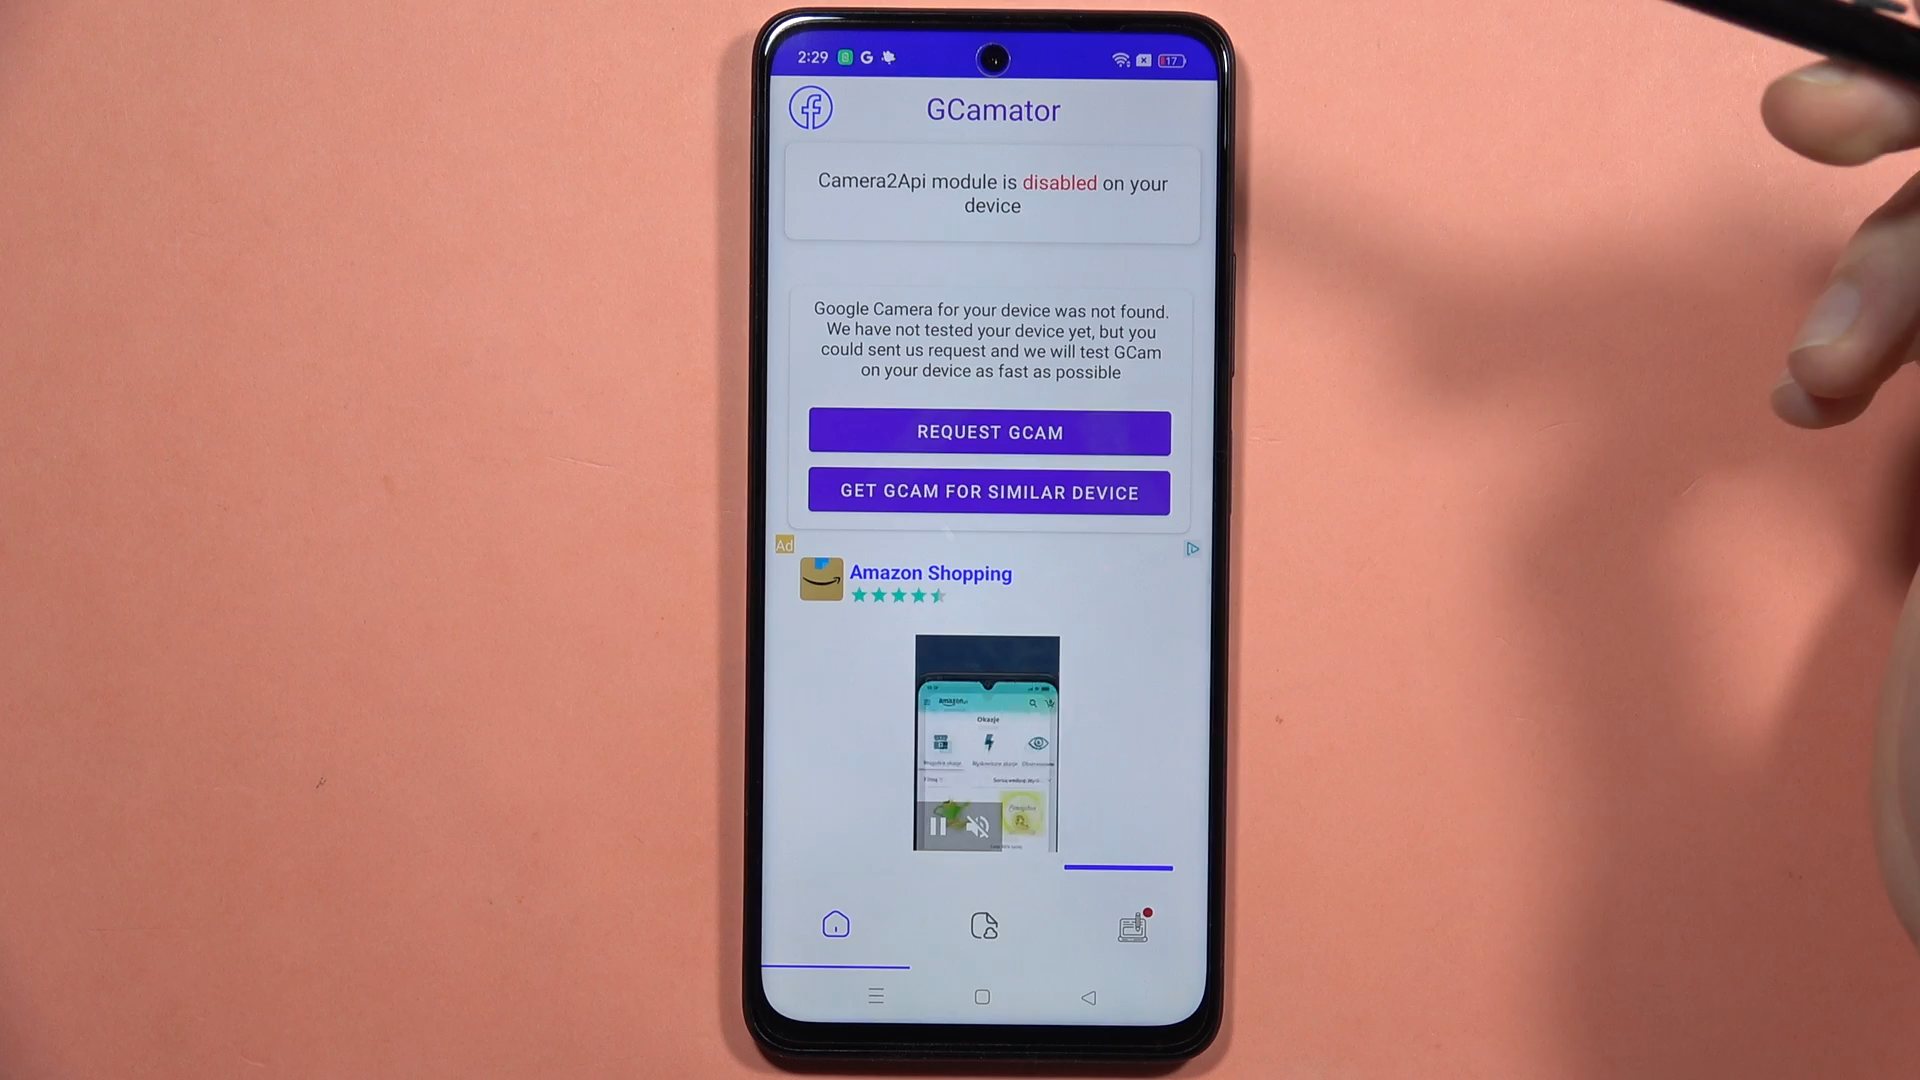 2:29
17
GCamator
Camera2Api module is disabled on your
device
Google Camera for your device was not found.
We have not tested your device yet, but you
could sent us request and we will test GCam
on your device as fast as possible
REQUEST GCAM
GET GCAM FOR SIMILAR DEVICE
Ad
Amazon Shopping
Okazje